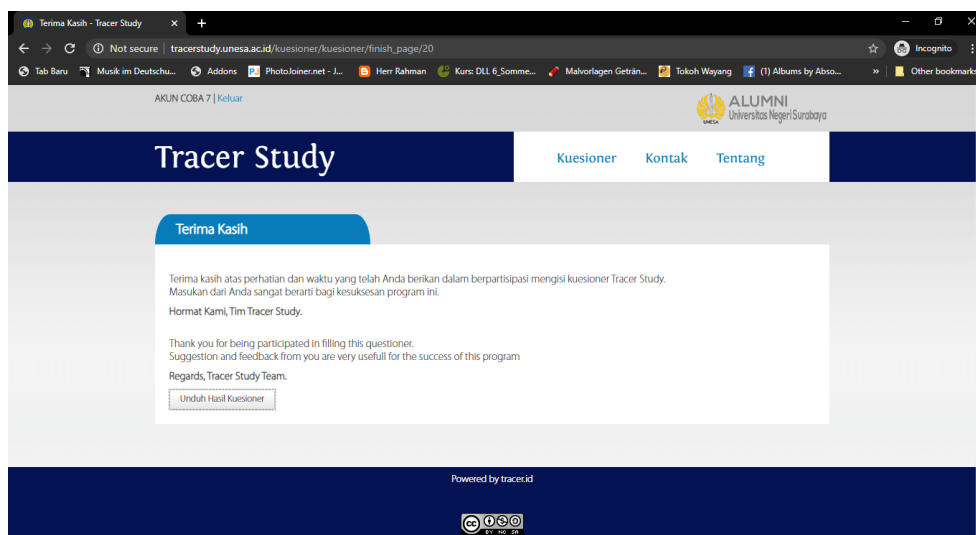 Terima Kasih - Tracer Study
Not secure | tracerstudy.unesa.ac.id/kuesioner/kuesioner/finish_page/20
Incognito
Tab Baru Musik im Deutschu... Addons PhotoJoiner.net - J... Herr Rahman Kurs: DLL 6_Somme... Malvorlagen Geträn... Tokoh Wayang (1) Albums by Abso... » Other bookmarks
AKUN COBA 7 | Keluar
UNESA
ALUMNI
Universitas Negeri Surabaya
Tracer Study
Kuesioner Kontak Tentang
Terima Kasih
Terima kasih atas perhatian dan waktu yang telah Anda berikan dalam berpartisipasi mengisi kuesioner Tracer Study.
Masukan dari Anda sangat berarti bagi kesuksesan program ini.
Hormat Kami, Tim Tracer Study.
Thank you for being participated in filling this questioner.
Suggestion and feedback from you are very usefull for the success of this program
Regards, Tracer Study Team.
Unduh Hasil Kuesioner
Powered by tracer.id
cc
BY NC SA